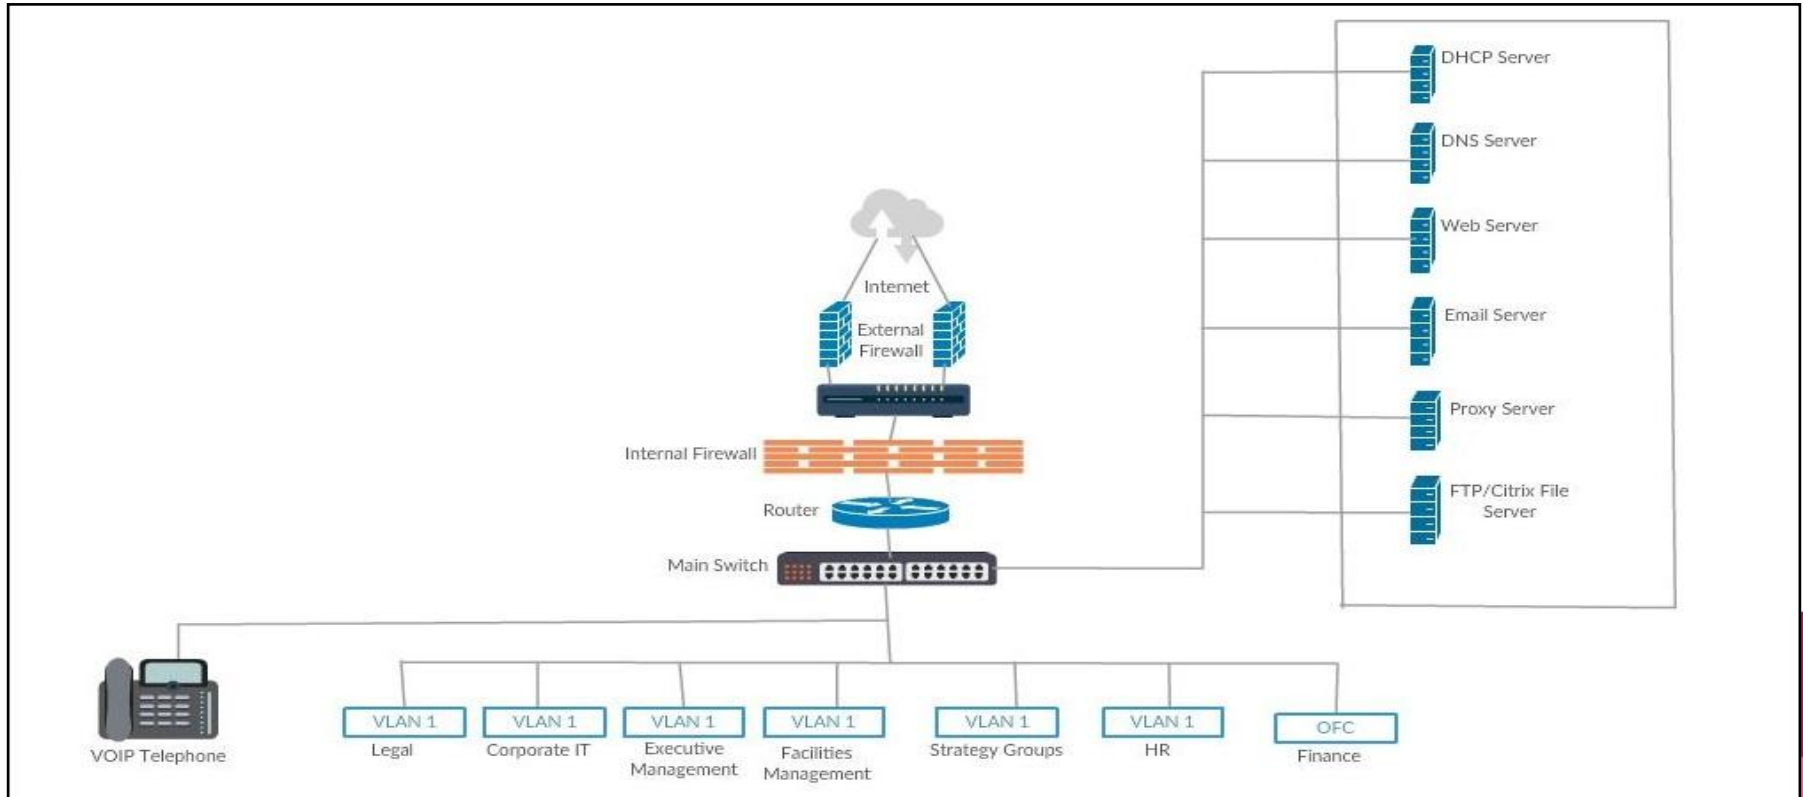 DHCP Server
DNS Server
Web Server
Email Server
Proxy Server
FTP/Citrix File
Server
Internet
External
Firewall
Internal Firewall
Router
Main Switch
VOIP Telephone
VLAN 1
Legal
VLAN 1
Corporate IT
VLAN 1
Executive
Management
VLAN 1
Facilities
Management
VLAN 1
Strategy Groups
VLAN 1
HR
OFC
Finance